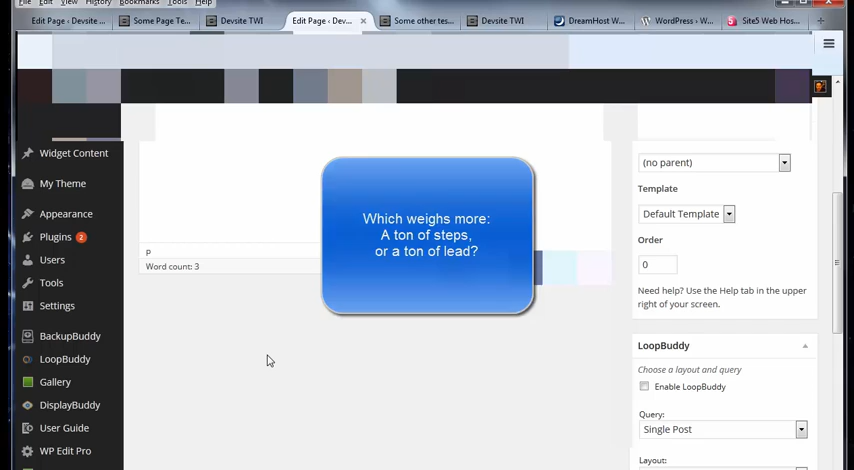 File Edit View History Bookmarks Tools Help
Edit Page ‹ Devsite ...
Some Page Te...
Devsite TWI
Edit Page ‹ Dev...
Some other tes...
Devsite TWI
DreamHost W...
WordPress › W...
Site5 Web Hos...
Widget Content
My Theme
Appearance
Plugins 2
Users
Tools
Settings
BackupBuddy
LoopBuddy
Gallery
DisplayBuddy
User Guide
WP Edit Pro
p
Word count: 3
Which weighs more:
A ton of steps,
or a ton of lead?
(no parent)
Template
Default Template
Order
0
Need help? Use the Help tab in the upper
right of your screen.
LoopBuddy
Choose a layout and query
Enable LoopBuddy
Query:
Single Post
Layout: